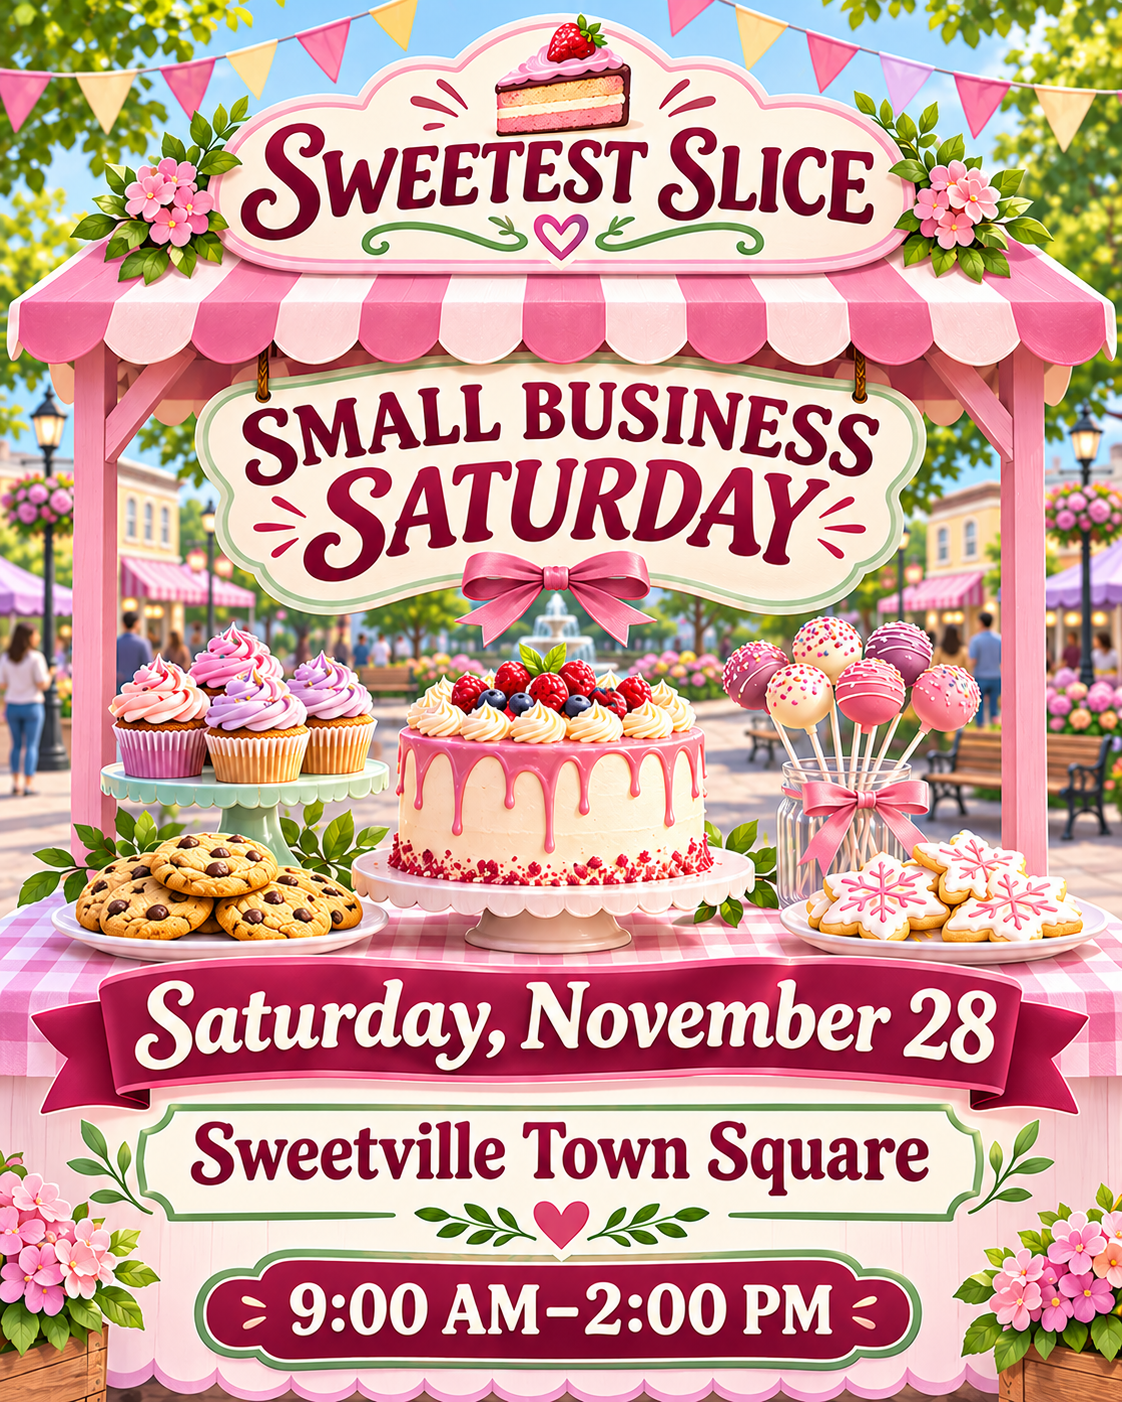 SWEETEST SLICE
SMALL BUSINESS
SATURDAY
Saturday, November 28
Sweetville Town Square
9:00 AM–2:00 PM